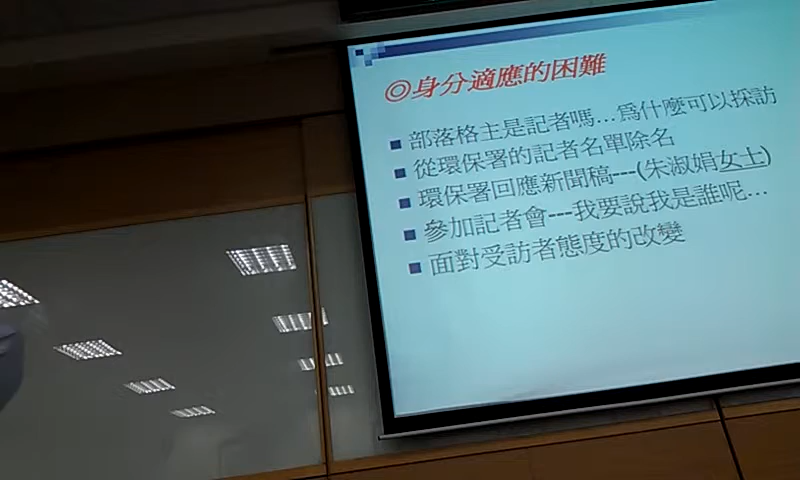 ◎身分適應的困難
部落格主是記者嗎…爲什麼可以採訪
從環保署的記者名單除名
環保署回應新聞稿---(朱淑娟女士)
參加記者會---我要說我是誰呢…
面對受訪者態度的改變